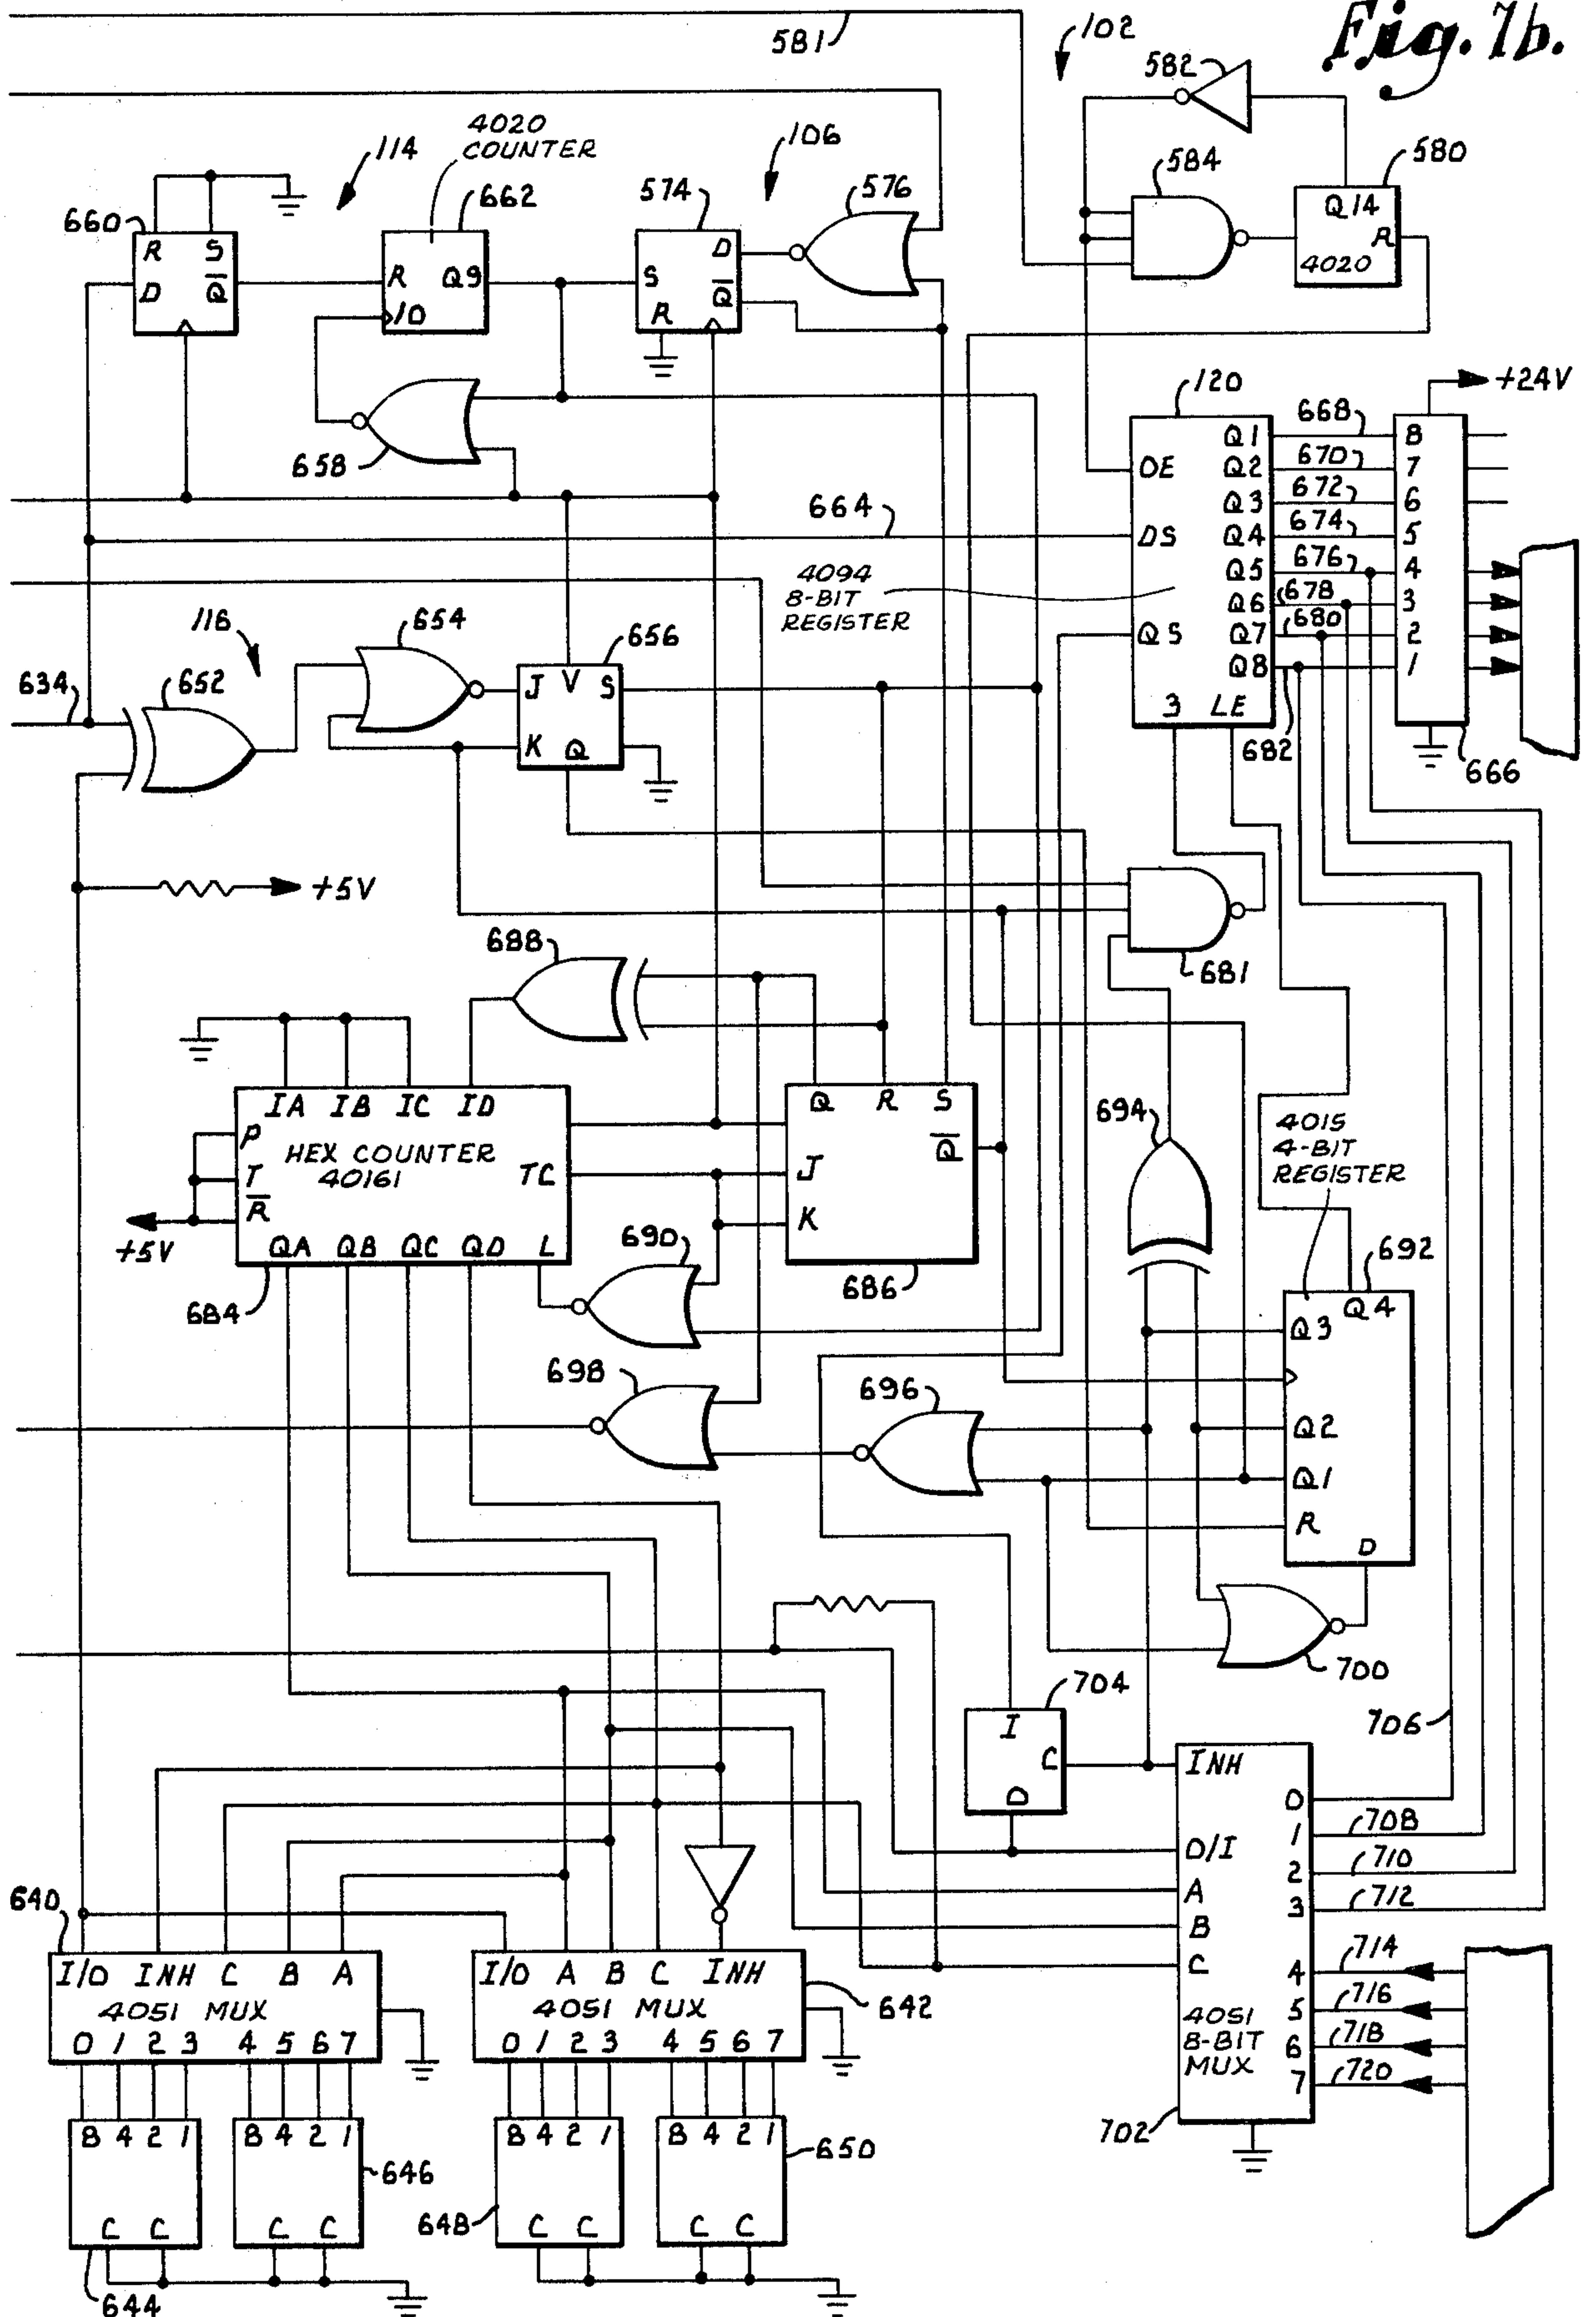 Fig. 7b.
581
102
582
4020
COUNTER
114
106
584
580
660
662
574
576
Q14
R
4020
R S
D Q̅
R Q9
10
D
S Q̅
R
658
120
+24V
668
670
672
674
676
678
680
682
666
OE
DS
QS
3 LE
Q1
Q2
Q3
Q4
Q5
Q6
Q7
Q8
8
7
6
5
4
3
2
1
664
4094
8-BIT
REGISTER
116
654
656
634
652
J V S
K Q
+5V
681
688
IA IB IC ID
P
T
R̅
HEX COUNTER
40161
TC
QA QB QC QD L
+5V
684
Q R S
Q̅
J
K
686
690
694
4015
4-BIT
REGISTER
692
Q4
Q3
Q2
Q1
R
D
698
696
700
704
I
C
D
706
INH
O/I
A
B
C
0
1
2
3
4
5
6
7
708
710
712
714
716
718
720
4051
8-BIT
MUX
702
640
I/O INH C B A
4051 MUX
0 1 2 3 4 5 6 7
I/O A B C INH
4051 MUX
0 1 2 3 4 5 6 7
642
8 4 2 1
C C
644
8 4 2 1
C C
646
8 4 2 1
C C
648
8 4 2 1
C C
650